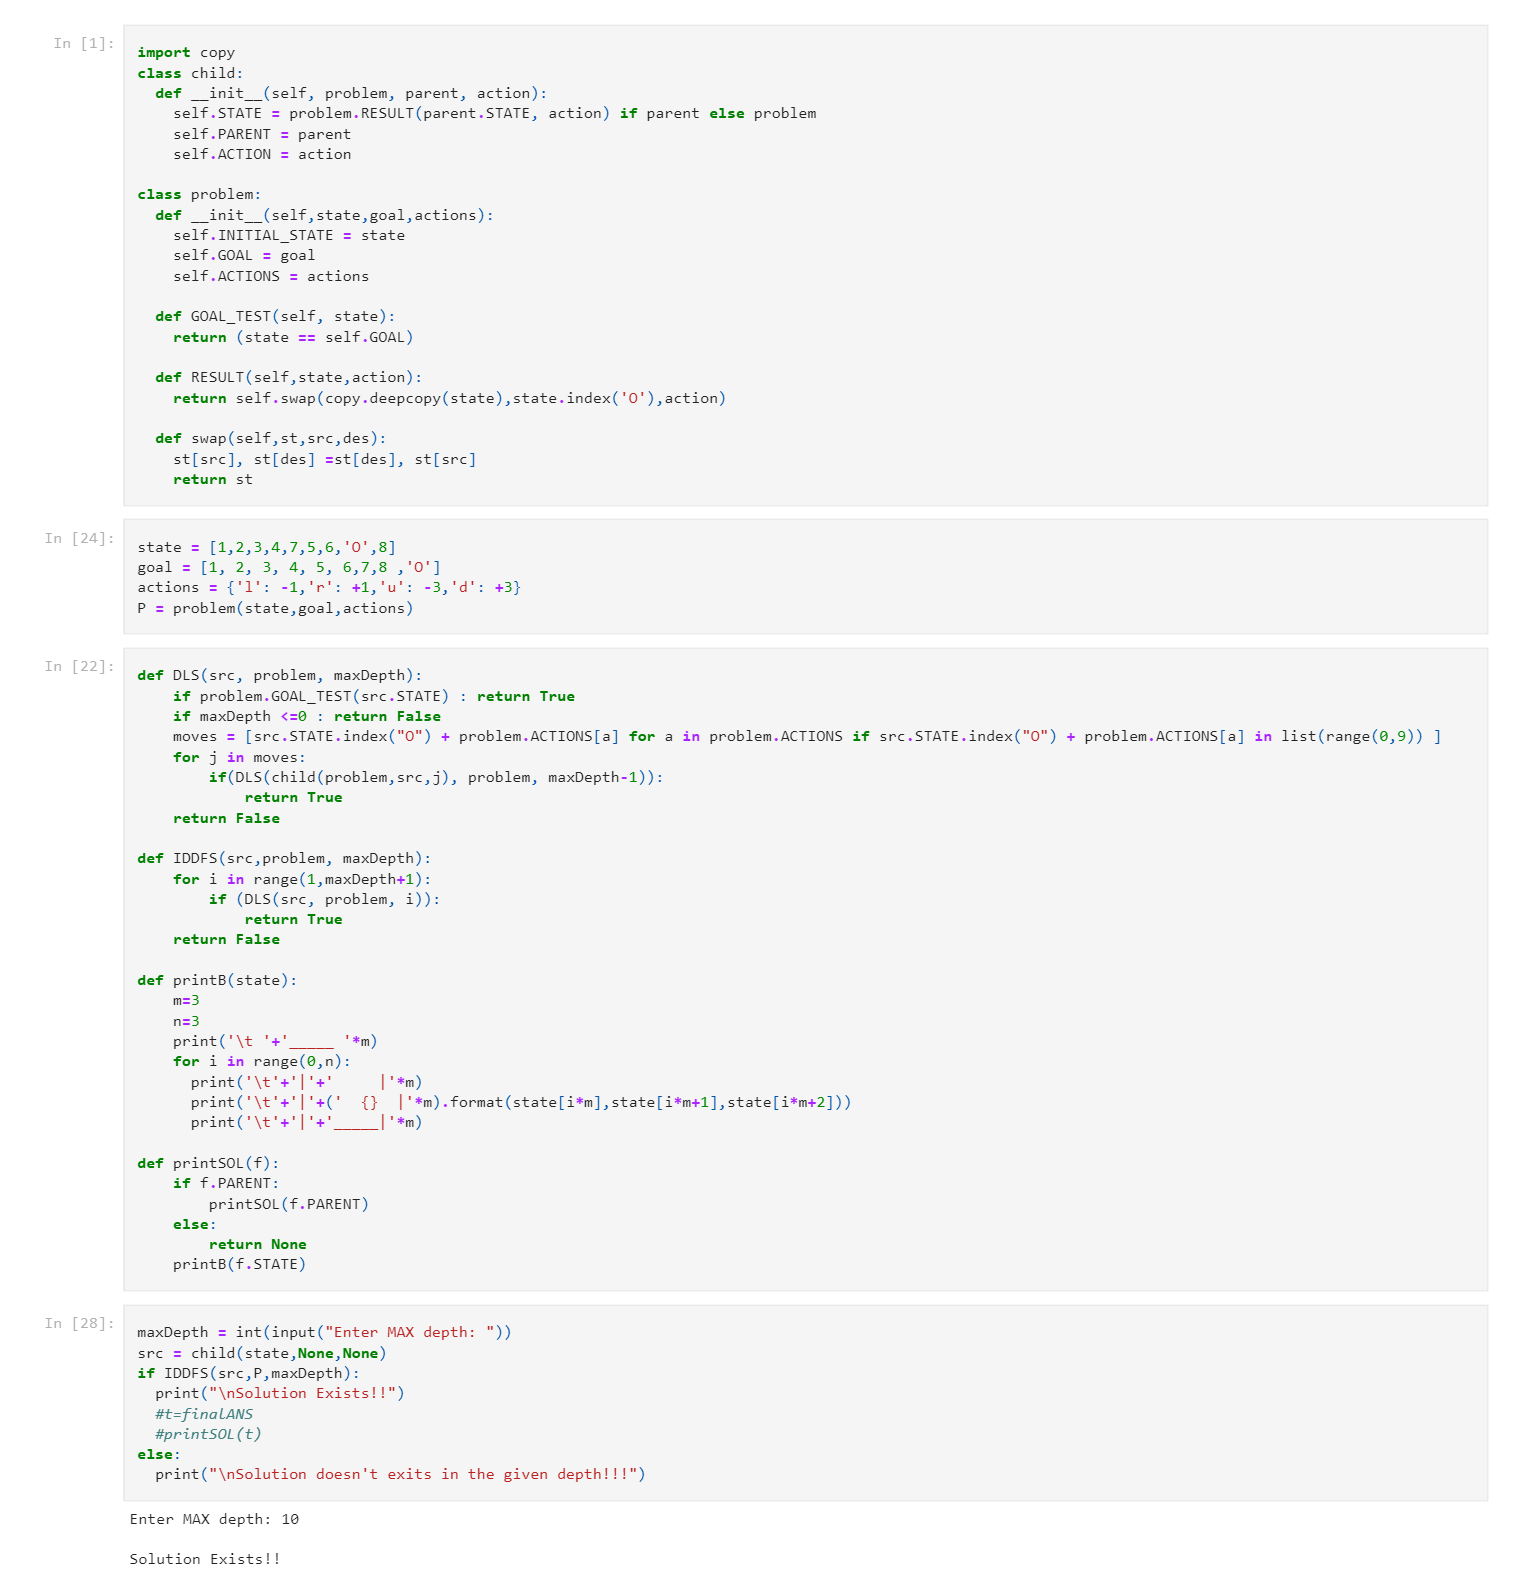 In [1]:
import copy
class child:
  def __init__(self, problem, parent, action):
    self.STATE = problem.RESULT(parent.STATE, action) if parent else problem
    self.PARENT = parent
    self.ACTION = action

class problem:
  def __init__(self,state,goal,actions):
    self.INITIAL_STATE = state
    self.GOAL = goal
    self.ACTIONS = actions

  def GOAL_TEST(self, state):
    return (state == self.GOAL)

  def RESULT(self,state,action):
    return self.swap(copy.deepcopy(state),state.index('O'),action)

  def swap(self,st,src,des):
    st[src], st[des] =st[des], st[src]
    return st

In [24]:
state = [1,2,3,4,7,5,6,'O',8]
goal = [1, 2, 3, 4, 5, 6,7,8 ,'O']
actions = {'l': -1,'r': +1,'u': -3,'d': +3}
P = problem(state,goal,actions)

In [22]:
def DLS(src, problem, maxDepth):
    if problem.GOAL_TEST(src.STATE) : return True
    if maxDepth <=0 : return False
    moves = [src.STATE.index("O") + problem.ACTIONS[a] for a in problem.ACTIONS if src.STATE.index("O") + problem.ACTIONS[a] in list(range(0,9)) ]
    for j in moves:
        if(DLS(child(problem,src,j), problem, maxDepth-1)):
            return True
    return False

def IDDFS(src,problem, maxDepth):
    for i in range(1,maxDepth+1):
        if (DLS(src, problem, i)):
            return True
    return False

def printB(state):
    m=3
    n=3
    print('\t '+'_____ '*m)
    for i in range(0,n):
      print('\t'+'|'+'     |'*m)
      print('\t'+'|'+('  {}  |'*m).format(state[i*m],state[i*m+1],state[i*m+2]))
      print('\t'+'|'+'_____|'*m)

def printSOL(f):
    if f.PARENT:
        printSOL(f.PARENT)
    else:
        return None
    printB(f.STATE)

In [28]:
maxDepth = int(input("Enter MAX depth: "))
src = child(state,None,None)
if IDDFS(src,P,maxDepth):
  print("\nSolution Exists!!")
  #t=finalANS
  #printSOL(t)
else:
  print("\nSolution doesn't exits in the given depth!!!")

Enter MAX depth: 10

Solution Exists!!